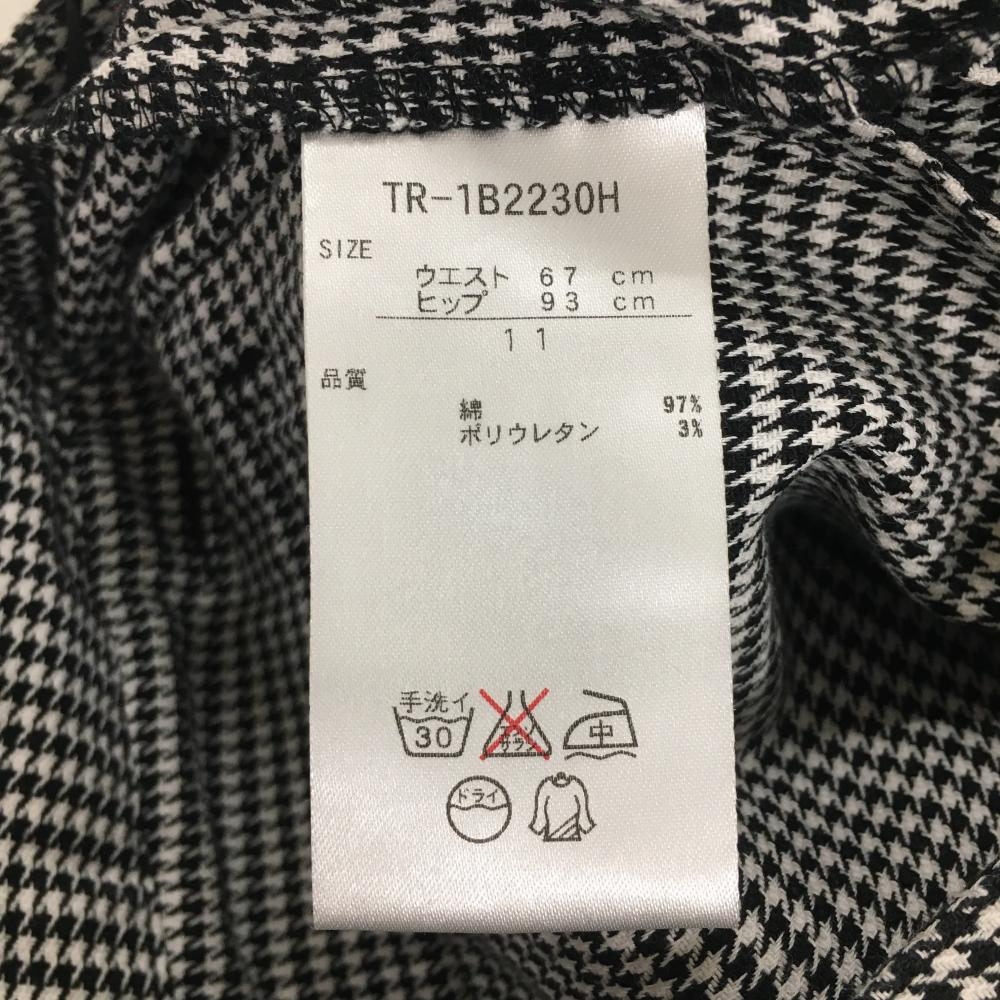 TR-1B2230H
SIZE
ウエスト 67 cm
ヒップ 93 cm
11
品質
綿 97%
ポリウレタン 3%
手洗イ
30
中
ドライ